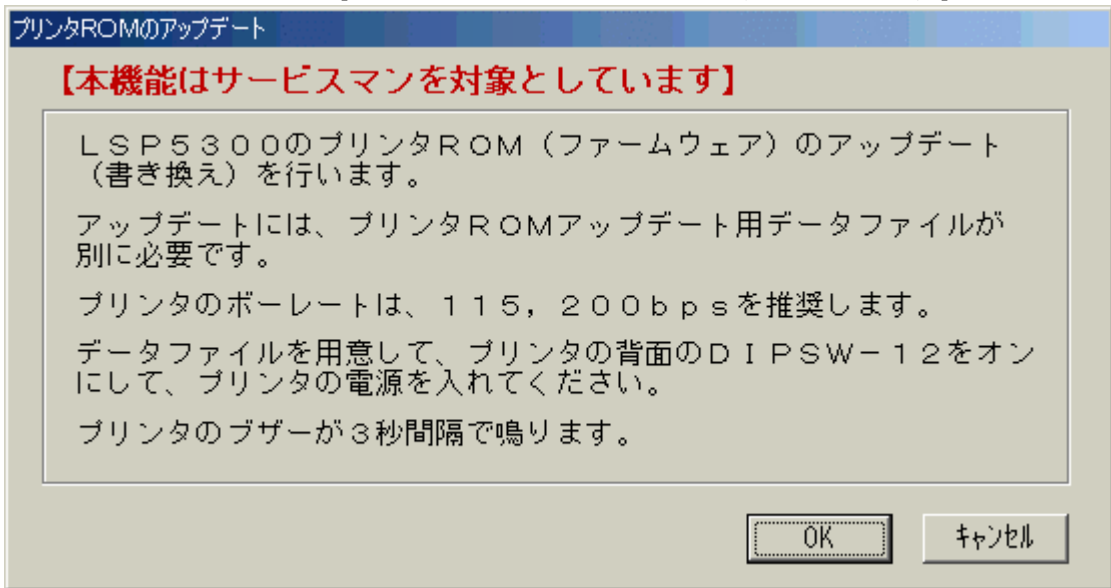 プリンタROMのアップデート
【本機能はサービスマンを対象としています】
ＬＳＰ５３００のプリンタＲＯＭ（ファームウェア）のアップデート
（書き換え）を行います。
アップデートには、プリンタＲＯＭアップデート用データファイルが
別に必要です。
プリンタのボーレートは、１１５，２００ｂｐｓを推奨します。
データファイルを用意して、プリンタの背面のＤＩＰＳＷ－１２をオン
にして、プリンタの電源を入れてください。
プリンタのブザーが３秒間隔で鳴ります。
OK
ｷｬﾝｾﾙ